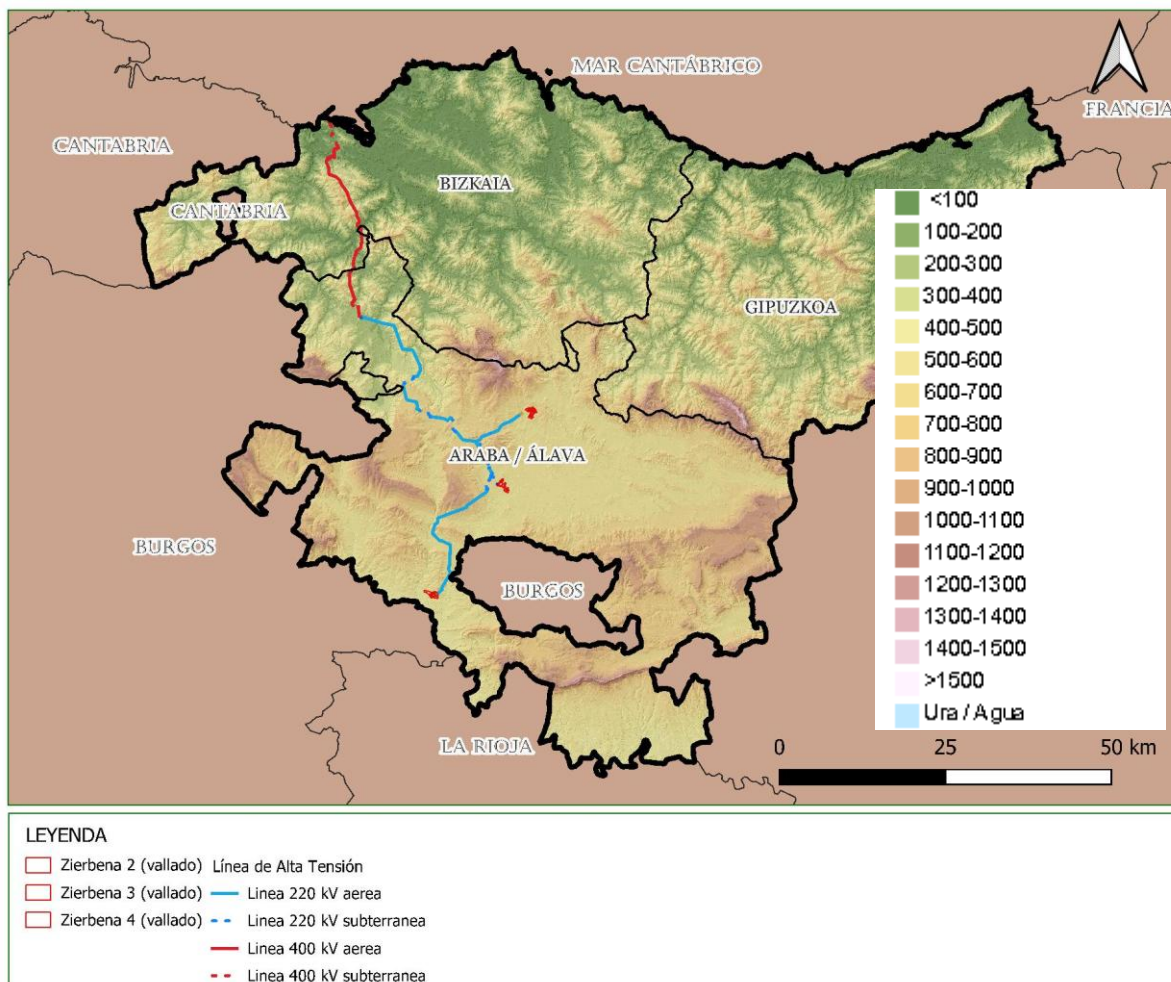 MAR CANTÁBRICO
FRANCIA
CANTABRIA
BIZKAIA
CANTABRIA
GIPUZKOA
ARABA / ÁLAVA
BURGOS
BURGOS
LA RIOJA
<100
100-200
200-300
300-400
400-500
500-600
600-700
700-800
800-900
900-1000
1000-1100
1100-1200
1200-1300
1300-1400
1400-1500
>1500
Ura / Agua
0 25 50 km
LEYENDA
Zierbena 2 (vallado)
Zierbena 3 (vallado)
Zierbena 4 (vallado)
Línea de Alta Tensión
Linea 220 kV aerea
Linea 220 kV subterranea
Linea 400 kV aerea
Linea 400 kV subterranea